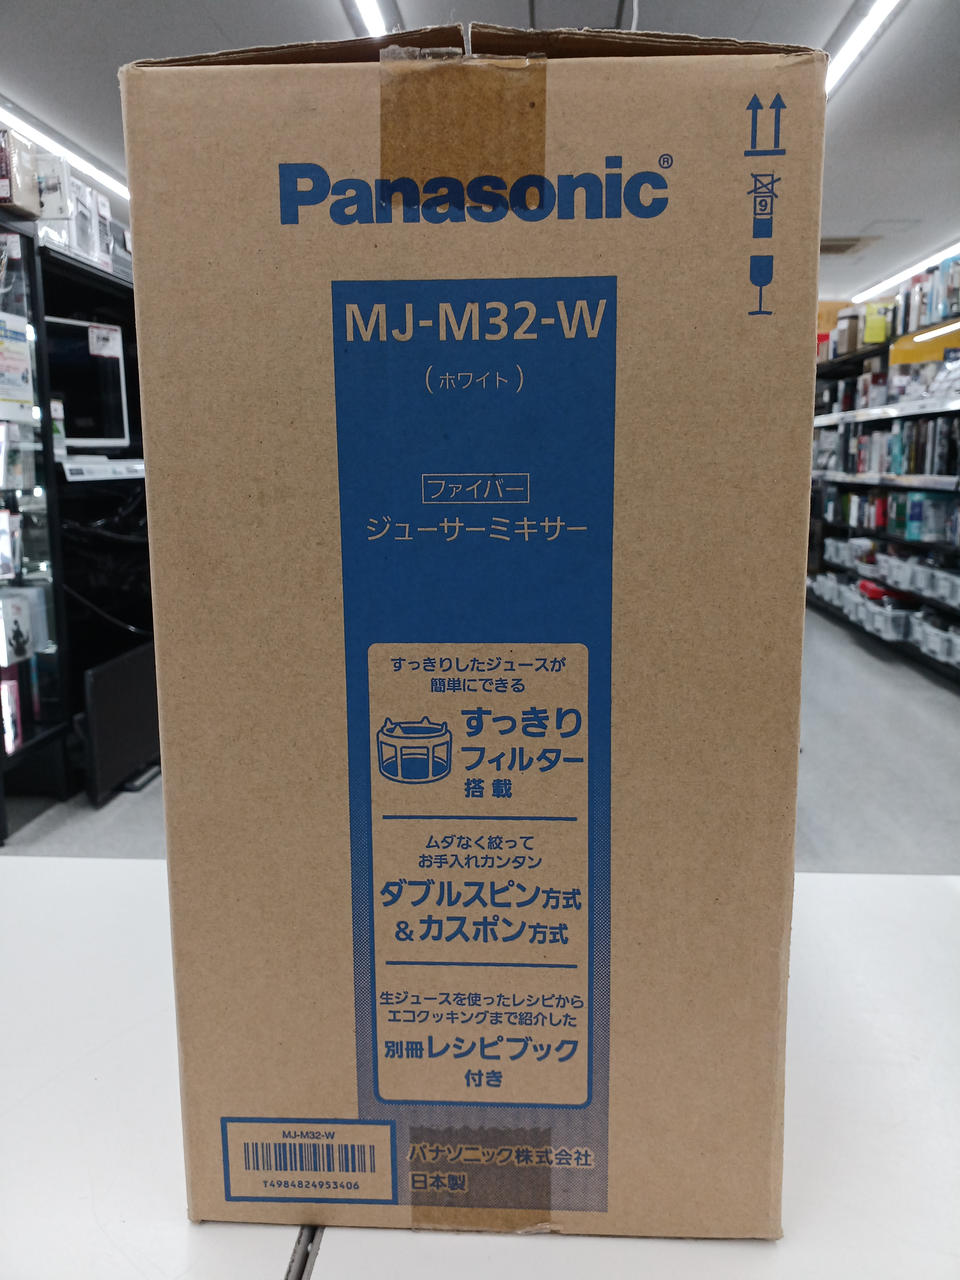 Panasonic®
MJ-M32-W
(ホワイト)
ファイバー
ジューサーミキサー
すっきりしたジュースが
簡単にできる
すっきり
フィルター
搭載
ムダなく絞って
お手入れカンタン
ダブルスピン方式
&カスポン方式
生ジュースを使ったレシピから
エコクッキングまで紹介した
別冊レシピブック
付き
MJ-M32-W
T4984824953406
パナソニック株式会社
日本製
9